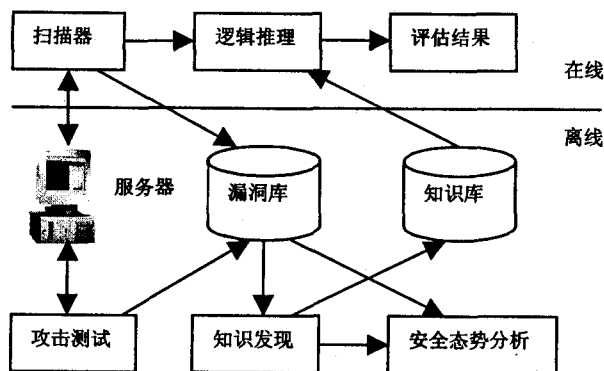 扫描器
逻辑推理
评估结果
在线
离线
服务器
漏洞库
知识库
攻击测试
知识发现
安全态势分析